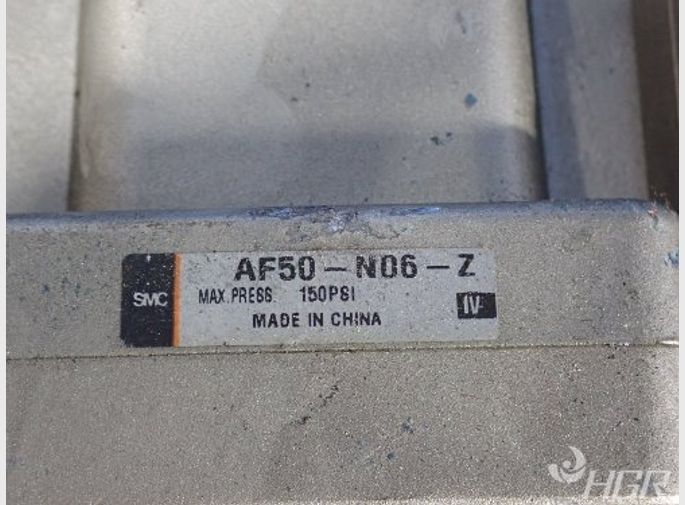 AF50-N06-Z
SMC
MAX.PRESS. 150PSI
IV
MADE IN CHINA
HGR